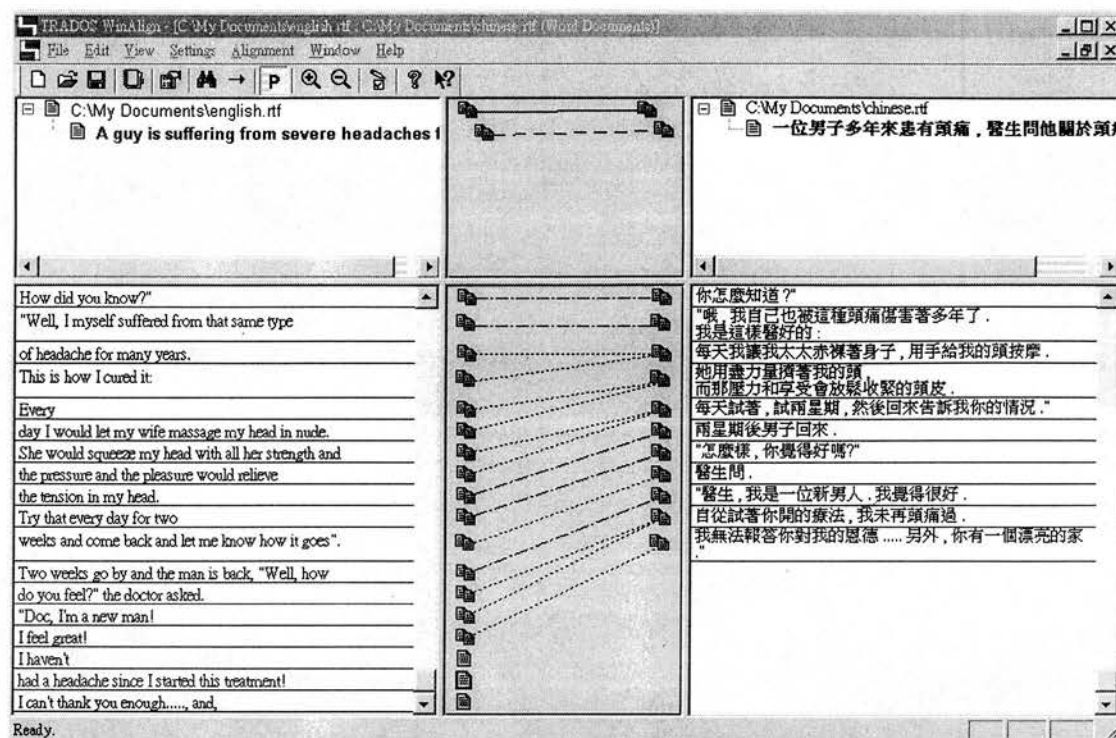 TRADOS WinAlign - [C:\My Documents\english.rtf : C:\My Documents\chinese.rtf (Word Documents)]
File Edit View Settings Alignment Window Help
P
C:\My Documents\english.rtf
A guy is suffering from severe headaches f
C:\My Documents\chinese.rtf
一位男子多年來患有頭痛，醫生問他關於頭痛
How did you know?"
"Well, I myself suffered from that same type
of headache for many years.
This is how I cured it:
Every
day I would let my wife massage my head in nude.
She would squeeze my head with all her strength and
the pressure and the pleasure would relieve
the tension in my head.
Try that every day for two
weeks and come back and let me know how it goes".
Two weeks go by and the man is back, "Well, how
do you feel?" the doctor asked.
"Doc, I'm a new man!
I feel great!
I haven't
had a headache since I started this treatment!
I can't thank you enough....., and,
你怎麼知道？"
"哦，我自己也被這種頭痛傷害著多年了．
我是這樣醫好的：
每天我讓我太太赤裸著身子，用手給我的頭按摩．
她用盡力量擠著我的頭，
而那壓力和享受會放鬆收緊的頭皮．
每天試著，試兩星期，然後回來告訴我你的情況．"
兩星期後男子回來．
"怎麼樣，你覺得好嗎?"
醫生問．
"醫生，我是一位新男人．我覺得很好．
自從試著你開的療法，我未再頭痛過．
我無法報答你對我的恩德 ..... 另外，你有一個漂亮的家
."
Ready.